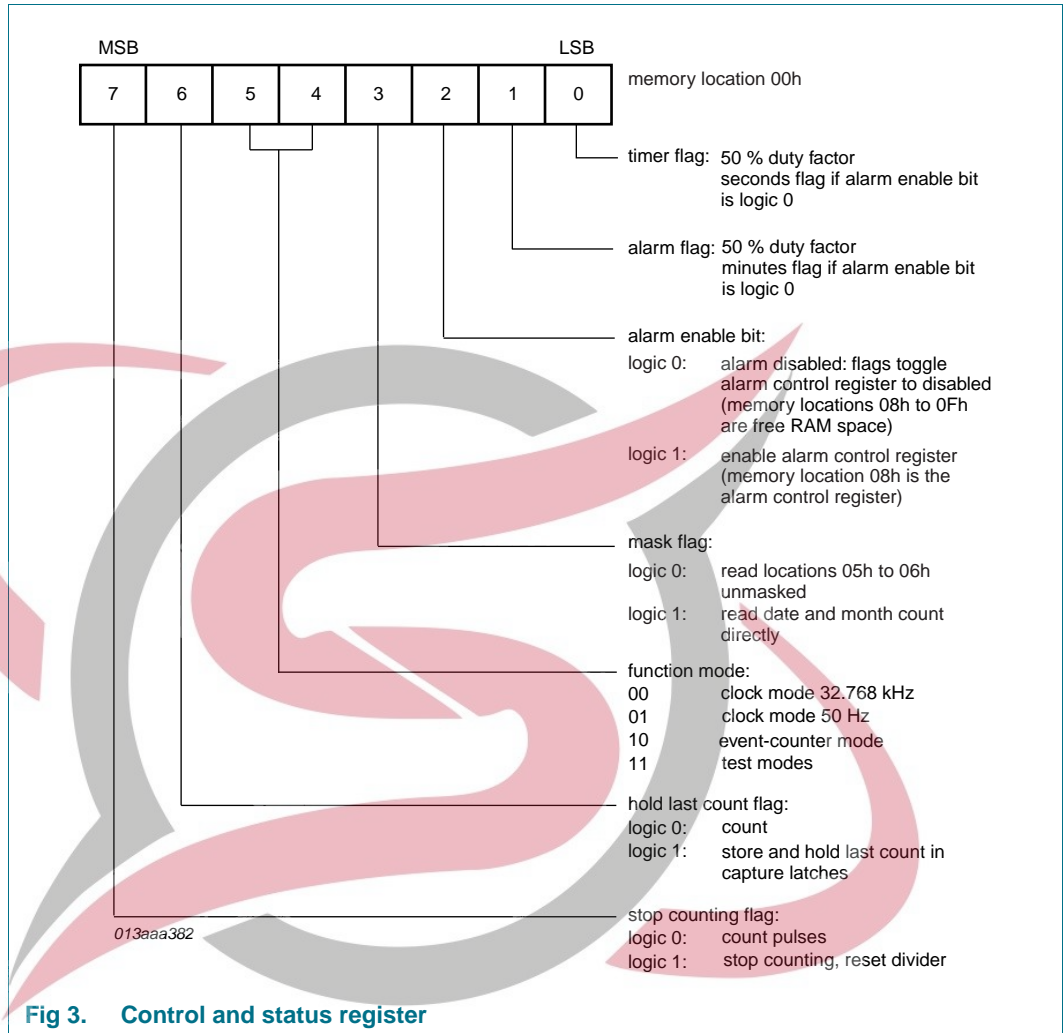 MSB LSB
7 6 5 4 3 2 1 0
memory location 00h
timer flag: 50 % duty factor
seconds flag if alarm enable bit
is logic 0
alarm flag: 50 % duty factor
minutes flag if alarm enable bit
is logic 0
alarm enable bit:
logic 0: alarm disabled: flags toggle
alarm control register to disabled
(memory locations 08h to 0Fh
are free RAM space)
logic 1: enable alarm control register
(memory location 08h is the
alarm control register)
mask flag:
logic 0: read locations 05h to 06h
unmasked
logic 1: read date and month count
directly
function mode:
00 clock mode 32.768 kHz
01 clock mode 50 Hz
10 event-counter mode
11 test modes
hold last count flag:
logic 0: count
logic 1: store and hold last count in
capture latches
stop counting flag:
logic 0: count pulses
logic 1: stop counting, reset divider
013aaa382
Fig 3. Control and status register